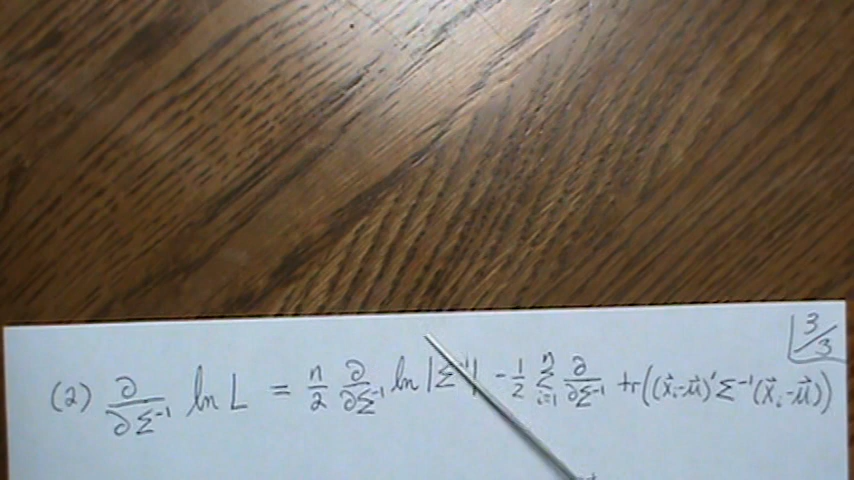 3/3
(2) ∂/∂Σ⁻¹ ln L = n/2 ∂/∂Σ⁻¹ ln |Σ⁻¹| - 1/2 Σᵢ₌₁ⁿ ∂/∂Σ⁻¹ tr((x⃗ᵢ-μ⃗)'Σ⁻¹(x⃗ᵢ-μ⃗))